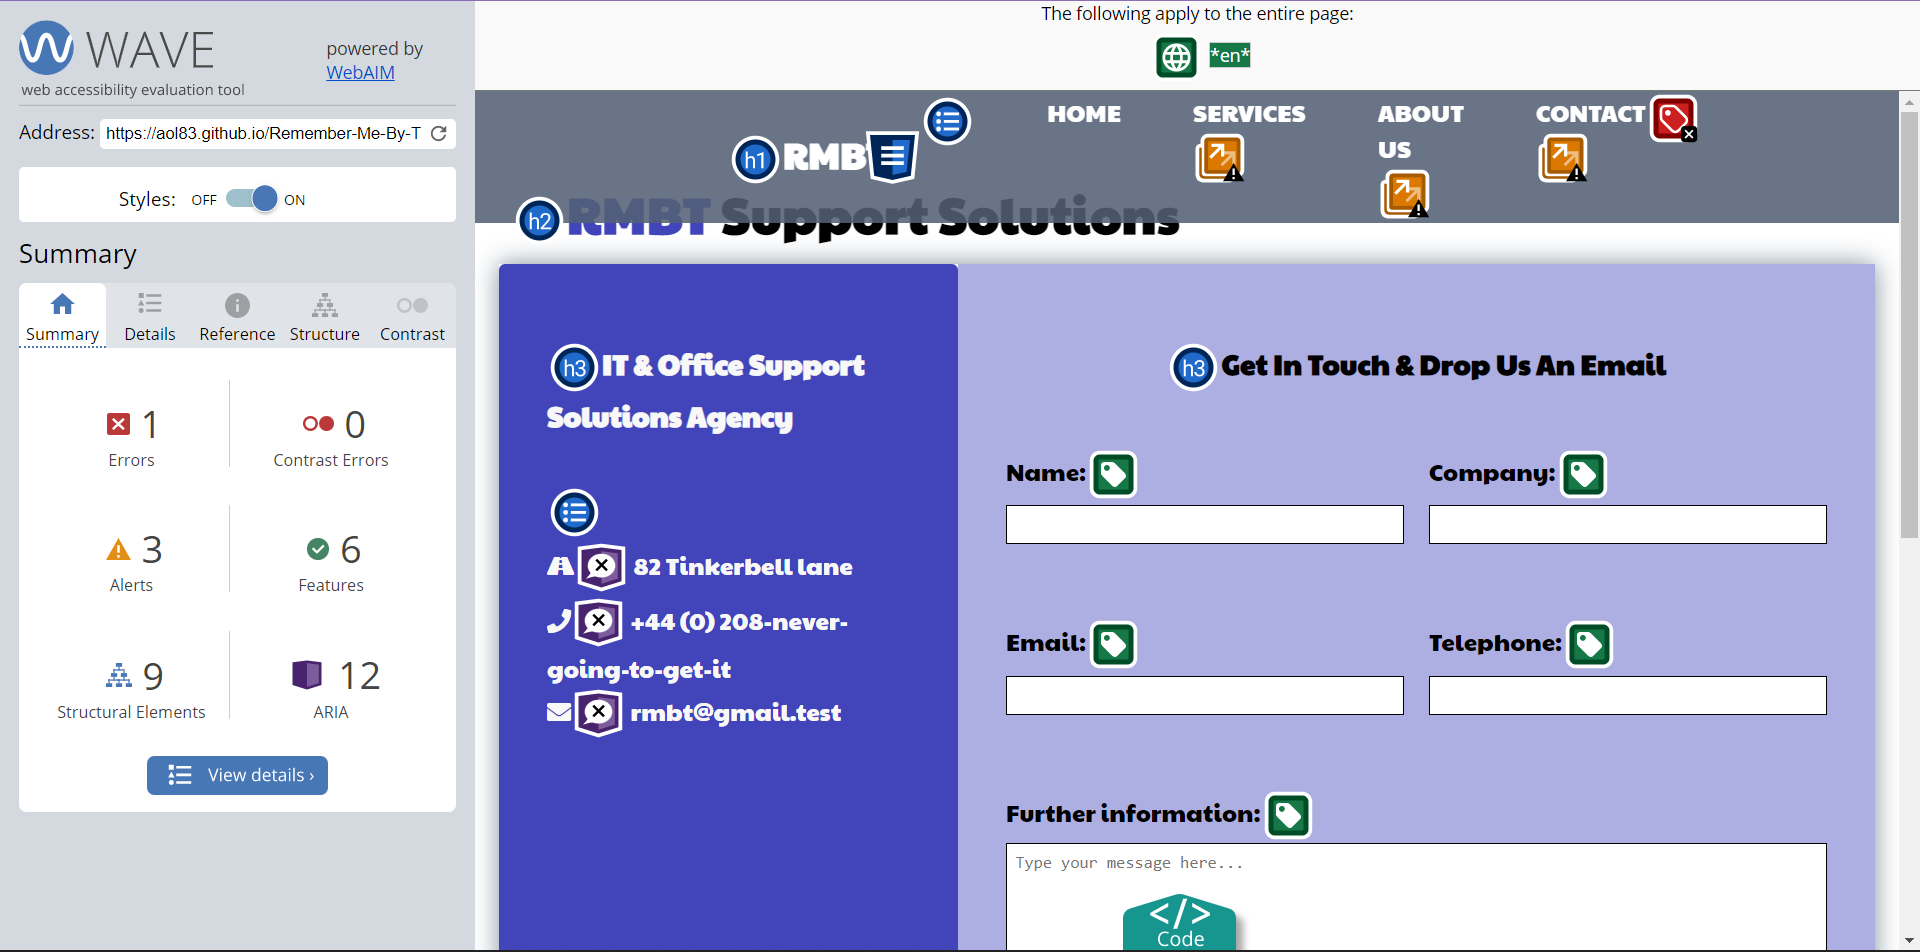 WAVE
web accessibility evaluation tool
powered by
WebAIM
Address: https://aol83.github.io/Remember-Me-By-T
Styles: OFF ON
Summary
Summary Details Reference Structure Contrast
1 Errors
0 Contrast Errors
3 Alerts
6 Features
9 Structural Elements
12 ARIA
View details ›
The following apply to the entire page:
*en*
h1 RMB
HOME
SERVICES
ABOUT
US
CONTACT
h2 RMBT Support Solutions
h3 IT & Office Support
Solutions Agency
82 Tinkerbell lane
+44 (0) 208-never-
going-to-get-it
rmbt@gmail.test
h3 Get In Touch & Drop Us An Email
Name:
Company:
Email:
Telephone:
Further information:
Type your message here...
</>
Code